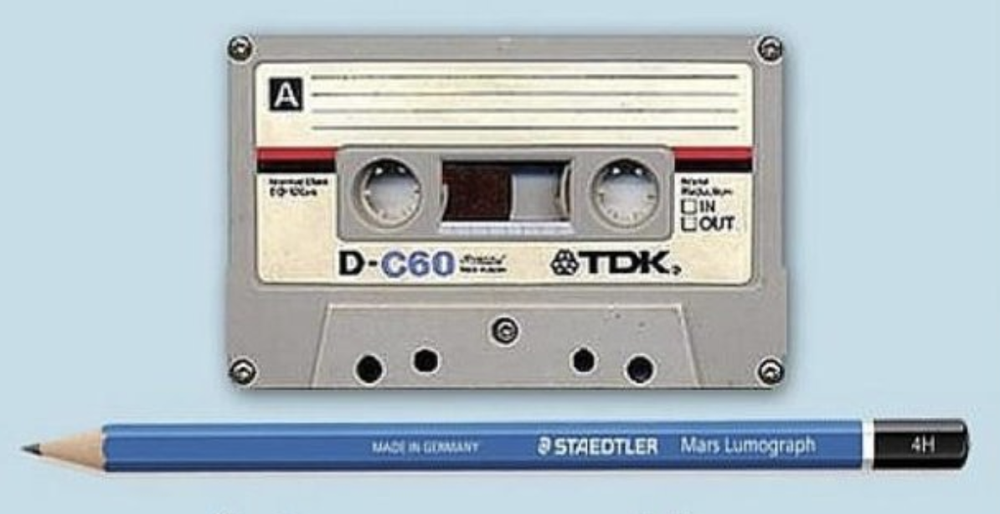 A
IN
OUT
D-C60
TDK
MADE IN GERMANY STAEDTLER Mars Lumograph 4H